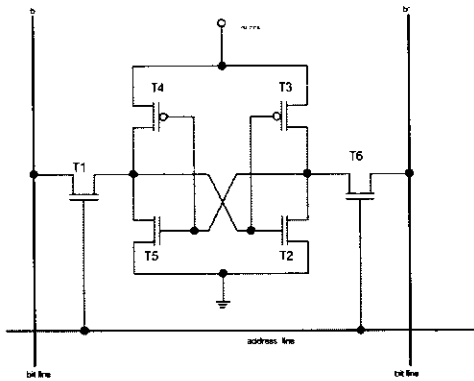 b
b'
T4
T3
T1
T6
T5
T2
address line
bit line
bit line